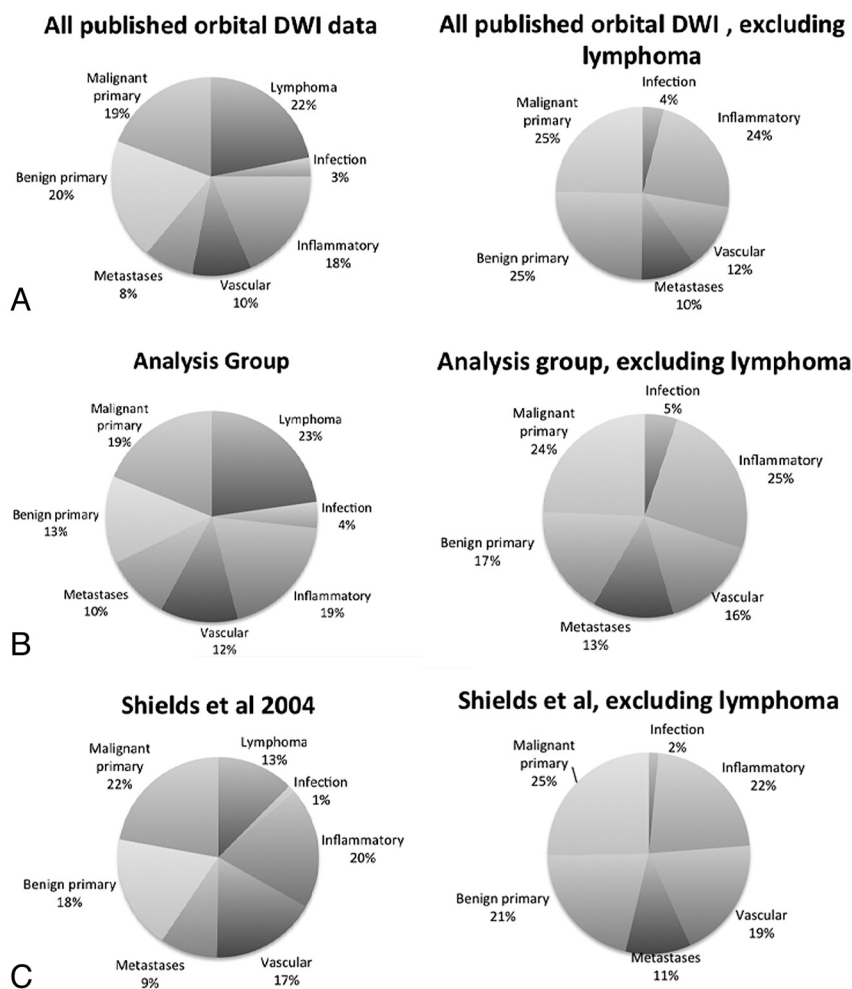 All published orbital DWI data
Malignant
primary
19%
Lymphoma
22%
Infection
3%
Inflammatory
18%
Vascular
10%
Metastases
8%
Benign primary
20%
A
All published orbital DWI , excluding
lymphoma
Infection
4%
Inflammatory
24%
Vascular
12%
Metastases
10%
Benign primary
25%
Malignant
primary
25%
Analysis Group
Malignant
primary
19%
Lymphoma
23%
Infection
4%
Inflammatory
19%
Vascular
12%
Metastases
10%
Benign primary
13%
B
Analysis group, excluding lymphoma
Infection
5%
Inflammatory
25%
Vascular
16%
Metastases
13%
Benign primary
17%
Malignant
primary
24%
Shields et al 2004
Malignant
primary
22%
Lymphoma
13%
Infection
1%
Inflammatory
20%
Vascular
17%
Metastases
9%
Benign primary
18%
C
Shields et al, excluding lymphoma
Infection
2%
Inflammatory
22%
Vascular
19%
Metastases
11%
Benign primary
21%
Malignant
primary
25%